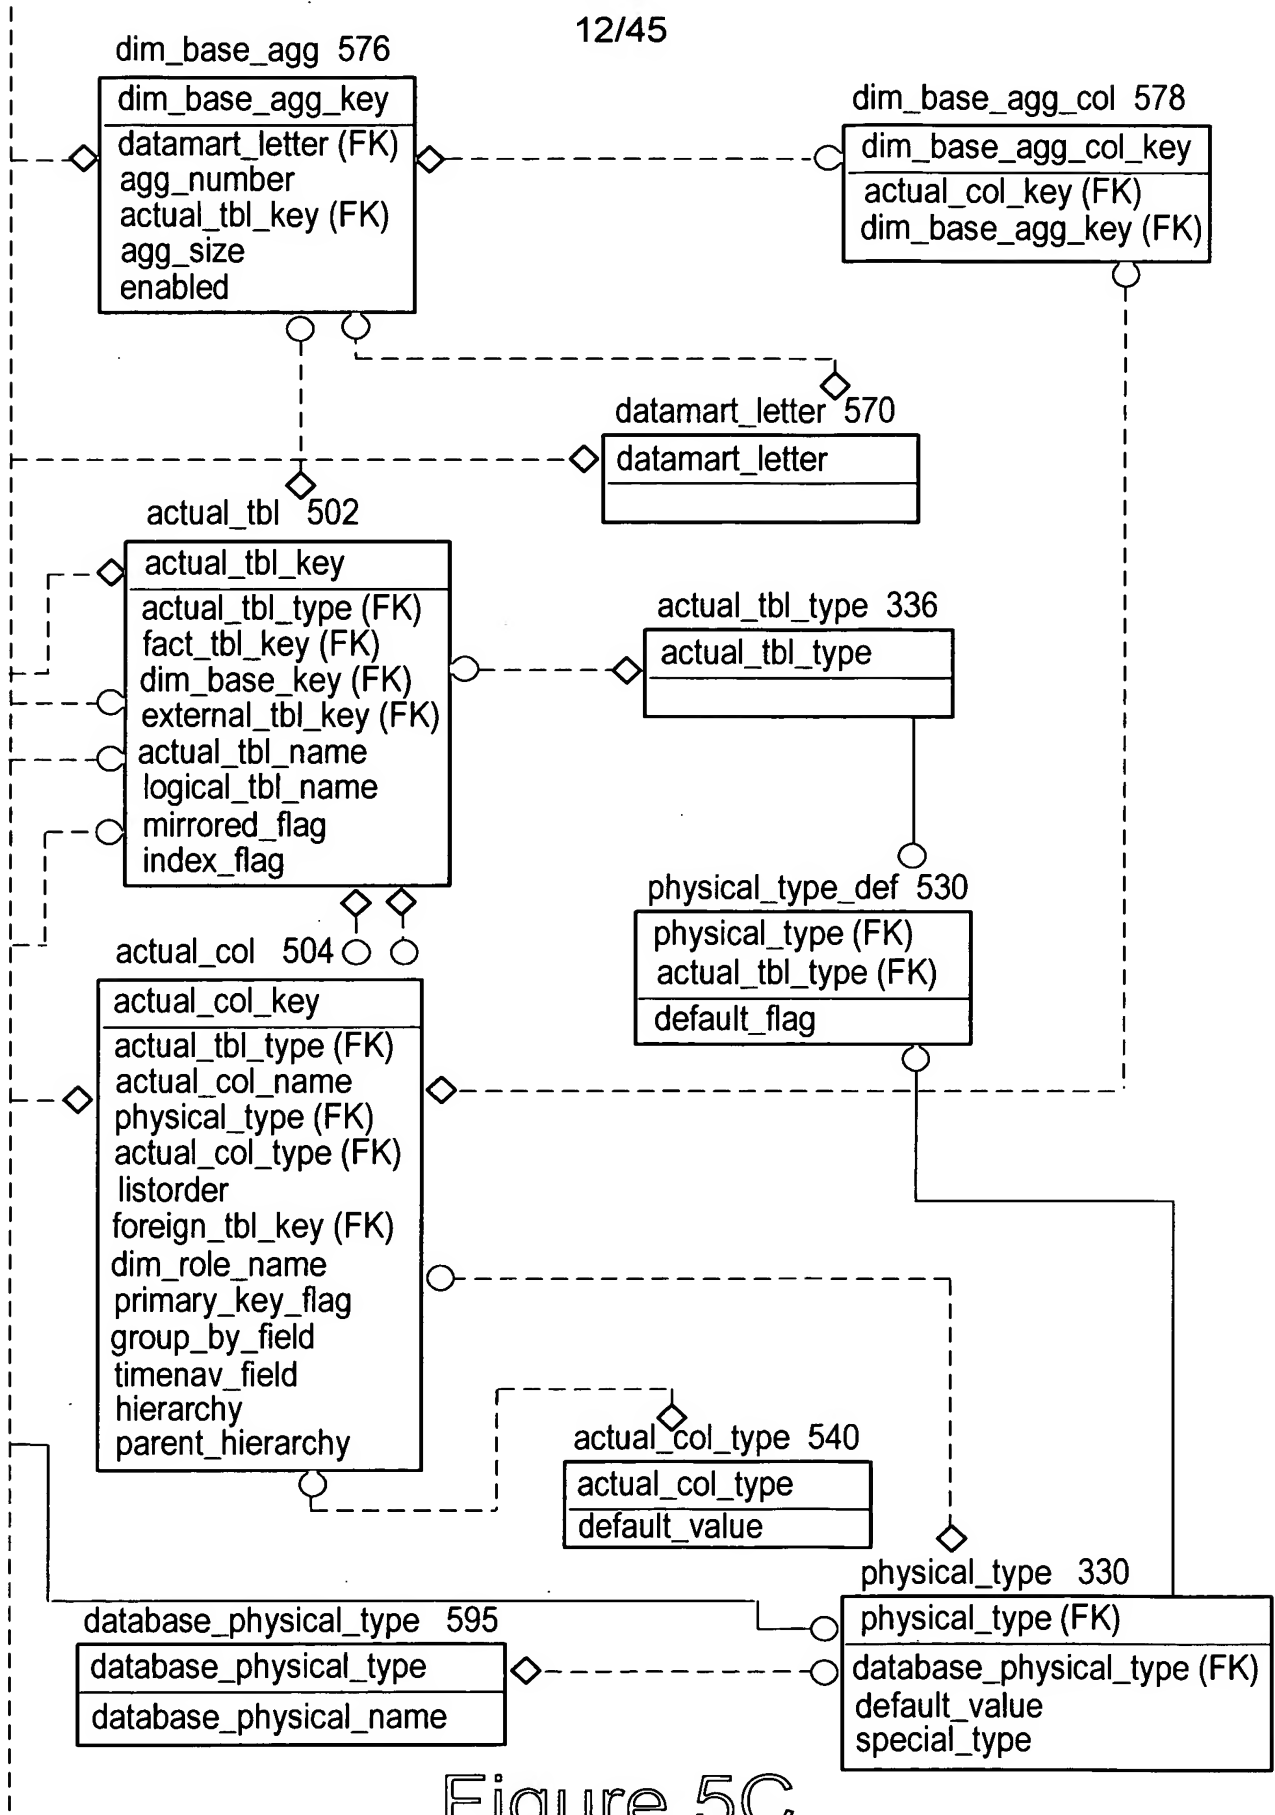 12/45
dim_base_agg 576
dim_base_agg_key
datamart_letter (FK)
agg_number
actual_tbl_key (FK)
agg_size
enabled
dim_base_agg_col 578
dim_base_agg_col_key
actual_col_key (FK)
dim_base_agg_key (FK)
datamart_letter 570
datamart_letter
actual_tbl 502
actual_tbl_key
actual_tbl_type (FK)
fact_tbl_key (FK)
dim_base_key (FK)
external_tbl_key (FK)
actual_tbl_name
logical_tbl_name
mirrored_flag
index_flag
actual_tbl_type 336
actual_tbl_type
physical_type_def 530
physical_type (FK)
actual_tbl_type (FK)
default_flag
actual_col 504
actual_col_key
actual_tbl_type (FK)
actual_col_name
physical_type (FK)
actual_col_type (FK)
listorder
foreign_tbl_key (FK)
dim_role_name
primary_key_flag
group_by_field
timenav_field
hierarchy
parent_hierarchy
actual_col_type 540
actual_col_type
default_value
physical_type 330
physical_type (FK)
database_physical_type (FK)
default_value
special_type
database_physical_type 595
database_physical_type
database_physical_name
Figure 5C